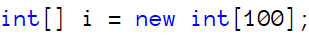 int[] i = new int[100];